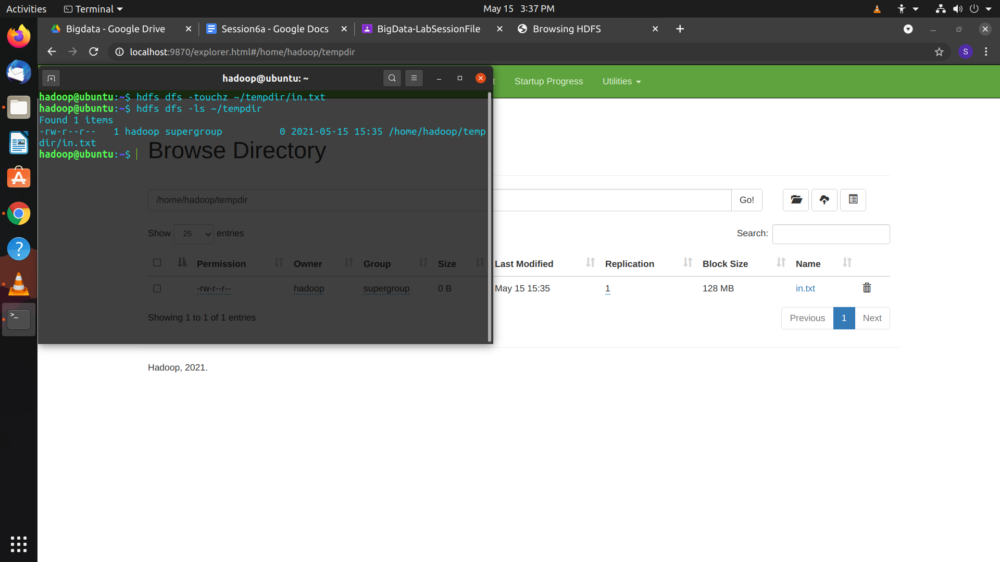 Activities Terminal May 15 3:37 PM
Bigdata - Google Drive Session6a - Google Docs BigData-LabSessionFile Browsing HDFS
localhost:9870/explorer.html#/home/hadoop/tempdir S
hadoop@ubuntu: ~ t Startup Progress Utilities
hadoop@ubuntu:~$ hdfs dfs -touchz ~/tempdir/in.txt
hadoop@ubuntu:~$ hdfs dfs -ls ~/tempdir
Found 1 items
-rw-r--r--   1 hadoop supergroup          0 2021-05-15 15:35 /home/hadoop/temp
dir/in.txt
hadoop@ubuntu:~$
Browse Directory
/home/hadoop/tempdir Go!
Show 25 entries Search:
Permission Owner Group Size Last Modified Replication Block Size Name
-rw-r--r-- hadoop supergroup 0 B May 15 15:35 1 128 MB in.txt
Showing 1 to 1 of 1 entries Previous 1 Next
Hadoop, 2021.